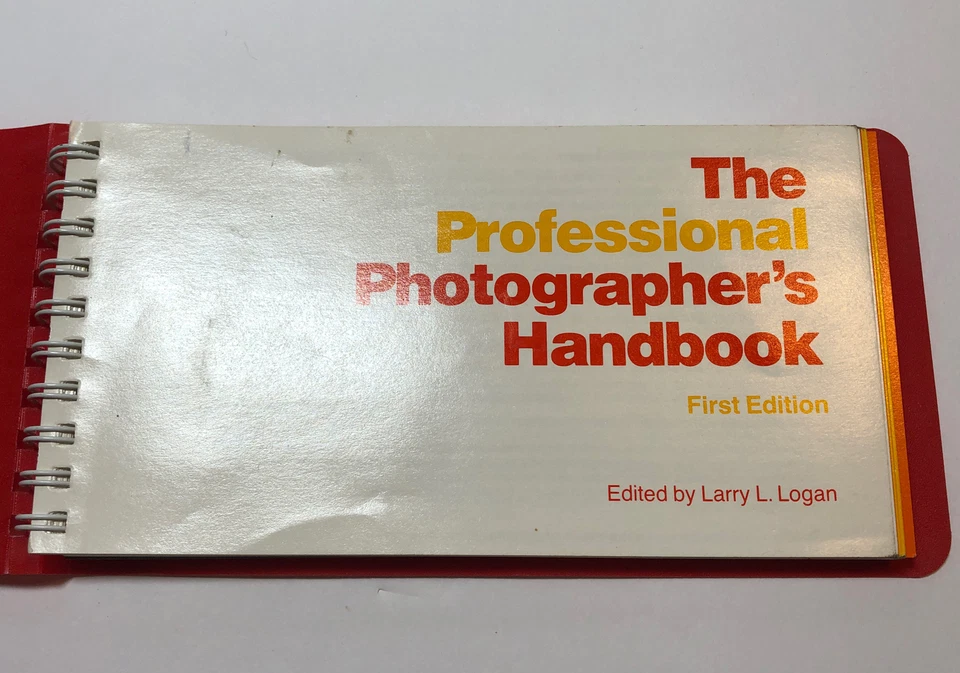 The
Professional
Photographer's
Handbook
First Edition
Edited by Larry L. Logan